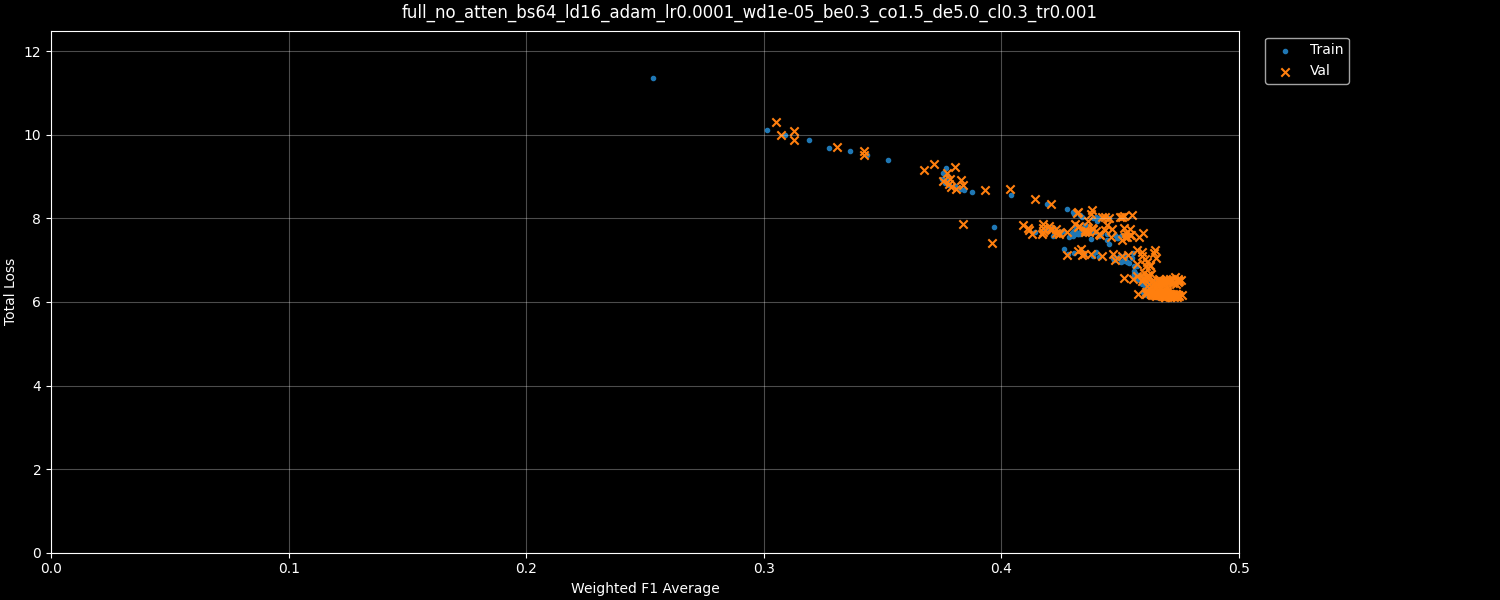 full_no_atten_bs64_ld16_adam_lr0.0001_wd1e-05_be0.3_co1.5_de5.0_cl0.3_tr0.001
Train
Val
12
10
8
6
4
2
0
Total Loss
0.0 0.1 0.2 0.3 0.4 0.5
Weighted F1 Average